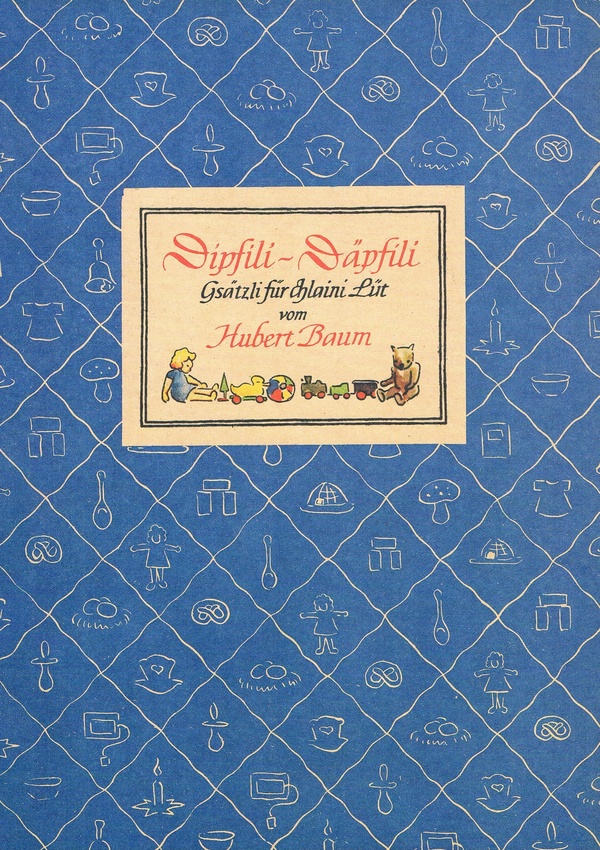 Dipfili - Däpfili
Gsätzli für chlaini Lüt
vom
Hubert Baum